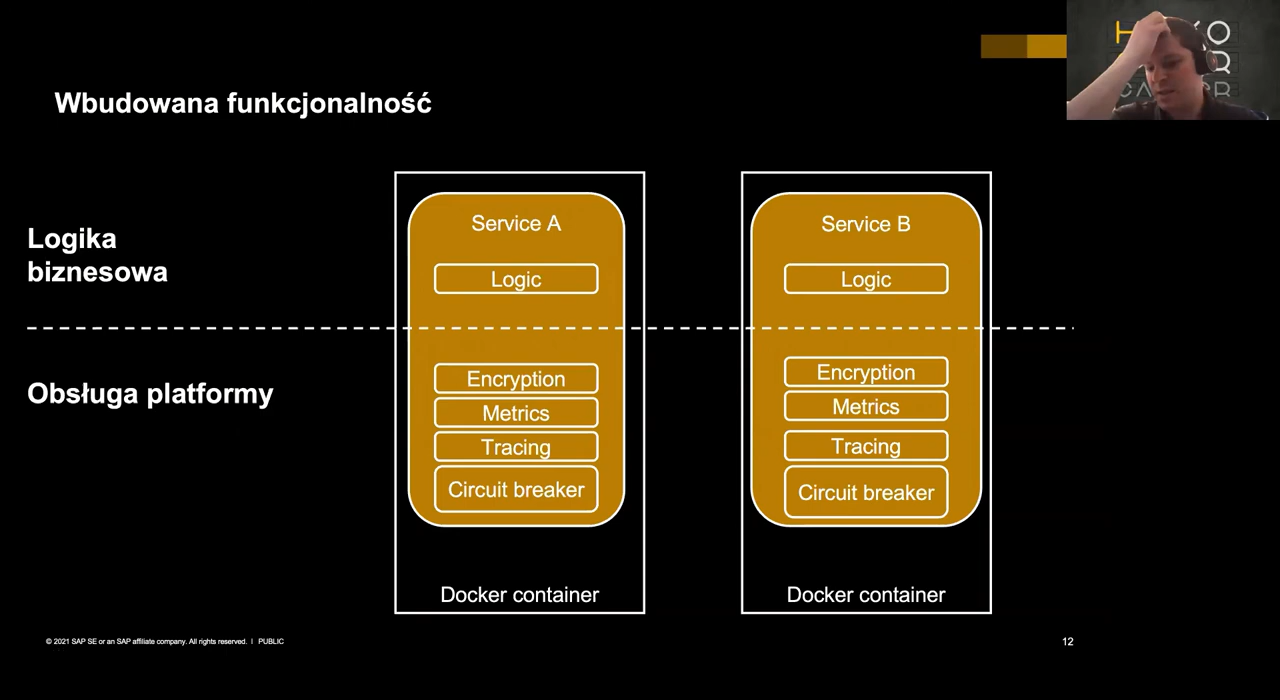 Wbudowana funkcjonalność
Logika
biznesowa
Service A
Service B
Logic
Logic
Obsługa platformy
Encryption
Metrics
Tracing
Circuit breaker
Encryption
Metrics
Tracing
Circuit breaker
Docker container
Docker container
© 2021 SAP SE or an SAP affiliate company. All rights reserved. I PUBLIC
12